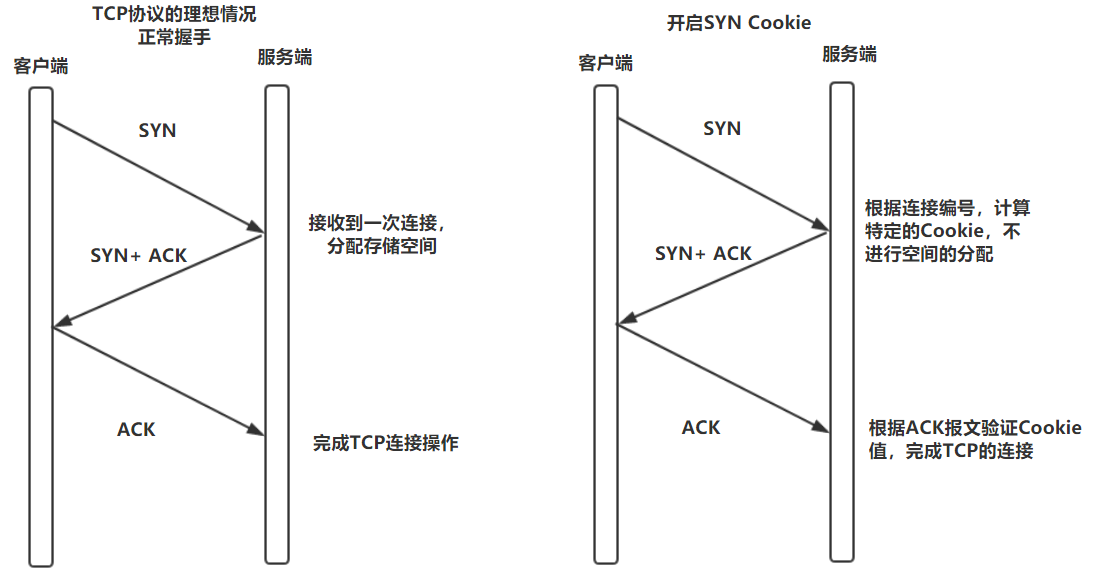 TCP协议的理想情况
正常握手
客户端
服务端
SYN
接收到一次连接，
分配存储空间
SYN+ ACK
ACK
完成TCP连接操作
开启SYN Cookie
客户端
服务端
SYN
根据连接编号，计算
特定的Cookie，不
进行空间的分配
SYN+ ACK
ACK
根据ACK报文验证Cookie
值，完成TCP的连接